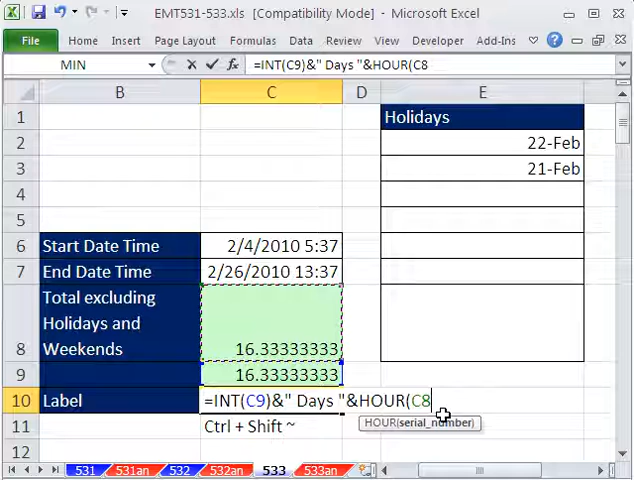 EMT531-533.xls [Compatibility Mode] - Microsoft Excel
File Home Insert Page Layout Formulas Data Review View Developer Add-Ins
MIN fx =INT(C9)&" Days "&HOUR(C8
B C D E
1 Holidays
2 22-Feb
3 21-Feb
4
5
6 Start Date Time 2/4/2010 5:37
7 End Date Time 2/26/2010 13:37
Total excluding
Holidays and
8 Weekends 16.33333333
9 16.33333333
10 Label =INT(C9)&" Days "&HOUR(C8
HOUR(serial_number)
11 Ctrl + Shift ~
12
531 531an 532 532an 533 533an